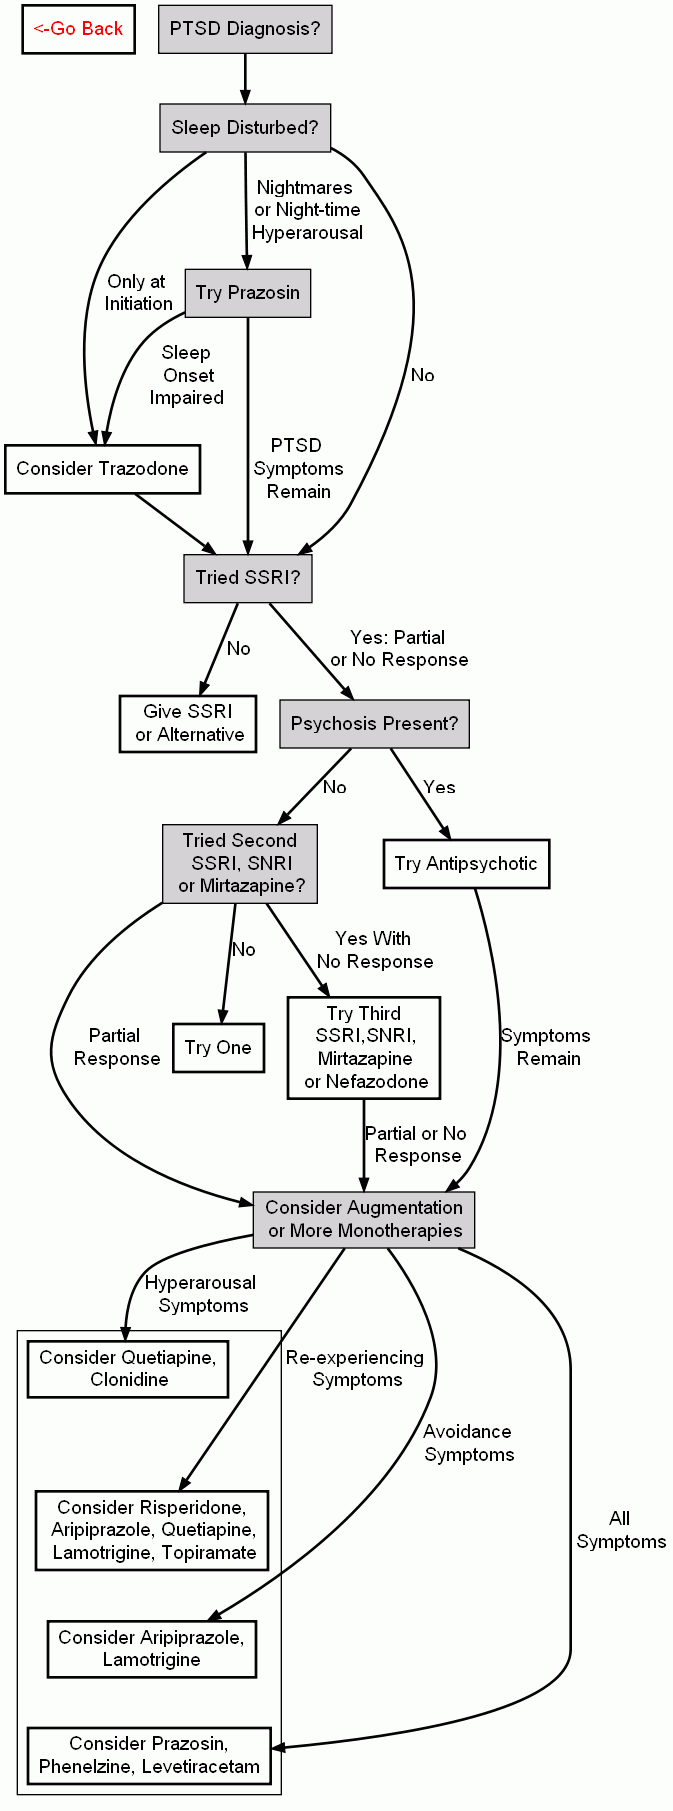 <-Go Back
PTSD Diagnosis?
Sleep Disturbed?
Nightmares
or Night-time
Hyperarousal
Only at
Initiation
Try Prazosin
Sleep
Onset
Impaired
No
PTSD
Symptoms
Remain
Consider Trazodone
Tried SSRI?
No
Yes: Partial
or No Response
Give SSRI
or Alternative
Psychosis Present?
No
Yes
Tried Second
SSRI, SNRI
or Mirtazapine?
Try Antipsychotic
No
Yes With
No Response
Partial
Response
Try One
Try Third
SSRI,SNRI,
Mirtazapine
or Nefazodone
Symptoms
Remain
Partial or No
Response
Consider Augmentation
or More Monotherapies
Hyperarousal
Symptoms
Consider Quetiapine,
Clonidine
Re-experiencing
Symptoms
Avoidance
Symptoms
Consider Risperidone,
Aripiprazole, Quetiapine,
Lamotrigine, Topiramate
All
Symptoms
Consider Aripiprazole,
Lamotrigine
Consider Prazosin,
Phenelzine, Levetiracetam